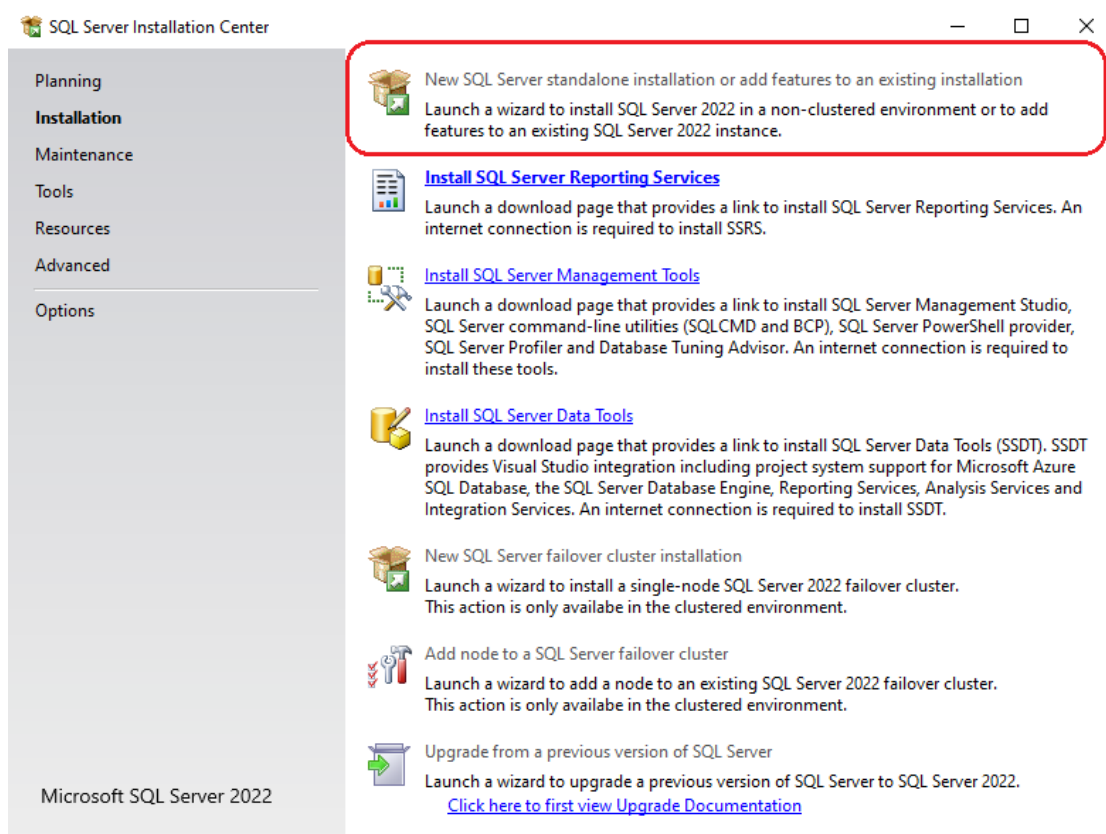 SQL Server Installation Center
Planning
Installation
Maintenance
Tools
Resources
Advanced
Options
Microsoft SQL Server 2022
New SQL Server standalone installation or add features to an existing installation
Launch a wizard to install SQL Server 2022 in a non-clustered environment or to add
features to an existing SQL Server 2022 instance.
Install SQL Server Reporting Services
Launch a download page that provides a link to install SQL Server Reporting Services. An
internet connection is required to install SSRS.
Install SQL Server Management Tools
Launch a download page that provides a link to install SQL Server Management Studio,
SQL Server command-line utilities (SQLCMD and BCP), SQL Server PowerShell provider,
SQL Server Profiler and Database Tuning Advisor. An internet connection is required to
install these tools.
Install SQL Server Data Tools
Launch a download page that provides a link to install SQL Server Data Tools (SSDT). SSDT
provides Visual Studio integration including project system support for Microsoft Azure
SQL Database, the SQL Server Database Engine, Reporting Services, Analysis Services and
Integration Services. An internet connection is required to install SSDT.
New SQL Server failover cluster installation
Launch a wizard to install a single-node SQL Server 2022 failover cluster.
This action is only availabe in the clustered environment.
Add node to a SQL Server failover cluster
Launch a wizard to add a node to an existing SQL Server 2022 failover cluster.
This action is only availabe in the clustered environment.
Upgrade from a previous version of SQL Server
Launch a wizard to upgrade a previous version of SQL Server to SQL Server 2022.
Click here to first view Upgrade Documentation